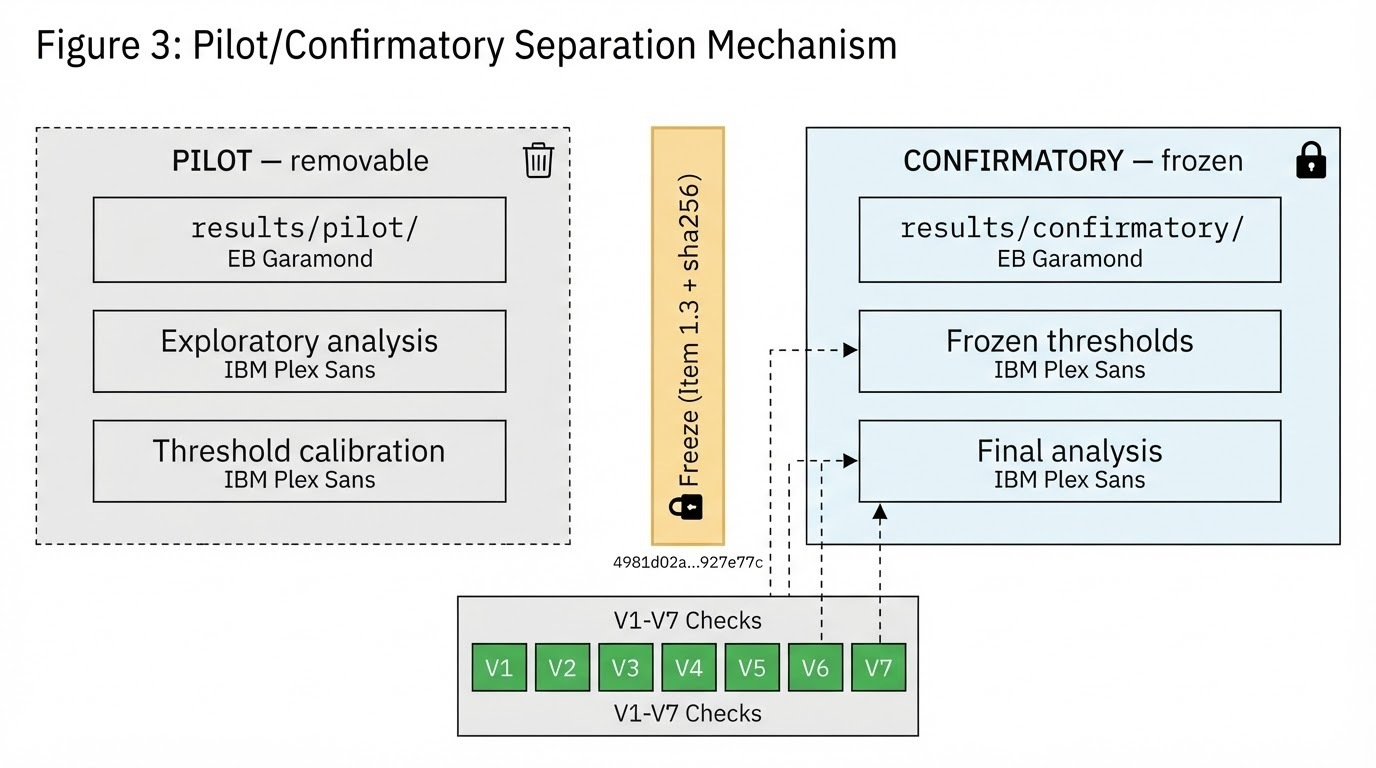 Figure 3: Pilot/Confirmatory Separation Mechanism
PILOT — removable
results/pilot/
EB Garamond
Exploratory analysis
IBM Plex Sans
Threshold calibration
IBM Plex Sans
Freeze (Item 1.3 + sha256)
4981d02a...927e77c
CONFIRMATORY — frozen
results/confirmatory/
EB Garamond
Frozen thresholds
IBM Plex Sans
Final analysis
IBM Plex Sans
V1-V7 Checks
V1 V2 V3 V4 V5 V6 V7
V1-V7 Checks